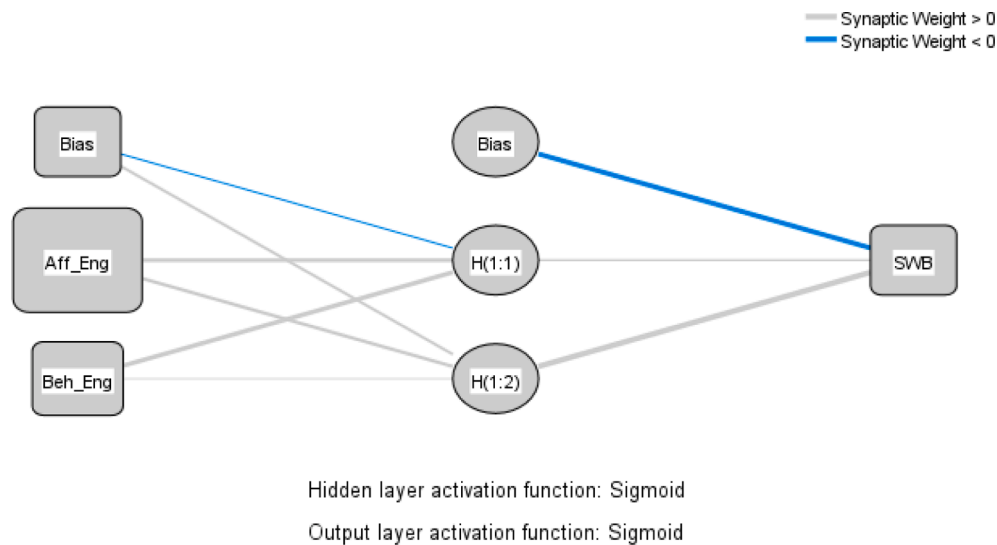 Synaptic Weight > 0
Synaptic Weight < 0
Bias
Bias
Aff_Eng
H(1:1)
SWB
Beh_Eng
H(1:2)
Hidden layer activation function: Sigmoid
Output layer activation function: Sigmoid